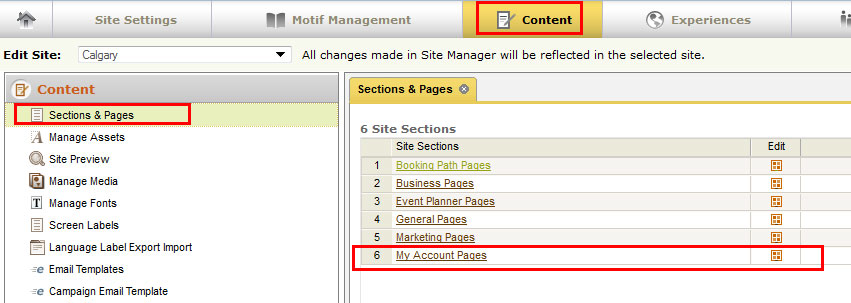 Site Settings Motif Management Content Experiences
Edit Site: Calgary All changes made in Site Manager will be reflected in the selected site.
Content
Sections & Pages
Manage Assets
Site Preview
Manage Media
Manage Fonts
Screen Labels
Language Label Export Import
Email Templates
Campaign Email Template
Sections & Pages
6 Site Sections
Site Sections Edit
1 Booking Path Pages
2 Business Pages
3 Event Planner Pages
4 General Pages
5 Marketing Pages
6 My Account Pages